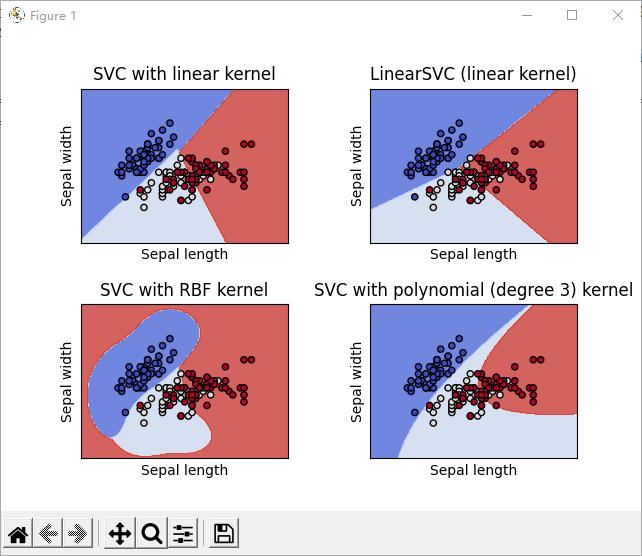 Figure 1
SVC with linear kernel
LinearSVC (linear kernel)
Sepal width
Sepal width
Sepal length
Sepal length
SVC with RBF kernel
SVC with polynomial (degree 3) kernel
Sepal width
Sepal width
Sepal length
Sepal length